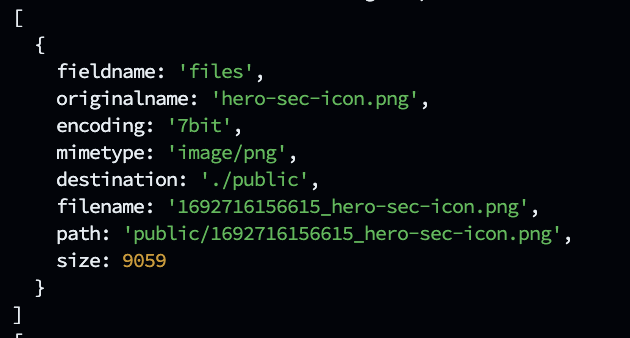 [
{
fieldname: 'files',
originalname: 'hero-sec-icon.png',
encoding: '7bit',
mimetype: 'image/png',
destination: './public',
filename: '1692716156615_hero-sec-icon.png',
path: 'public/1692716156615_hero-sec-icon.png',
size: 9059
}
]